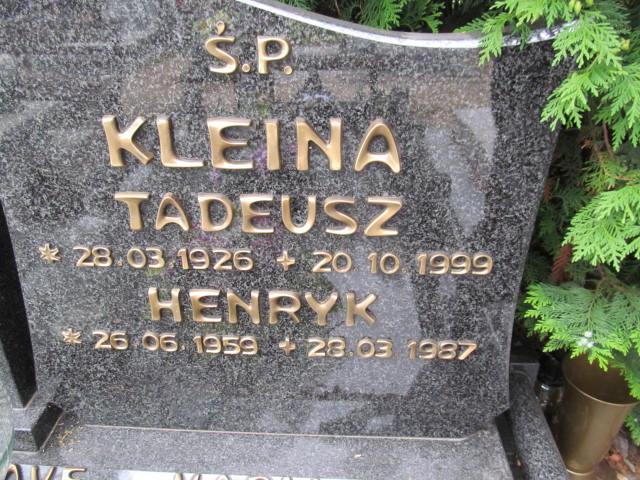 Ś.P.
KLEINA
TADEUSZ
* 28.03.1926 + 20.10.1999
HENRYK
* 26.06.1959 + 28.03.1987